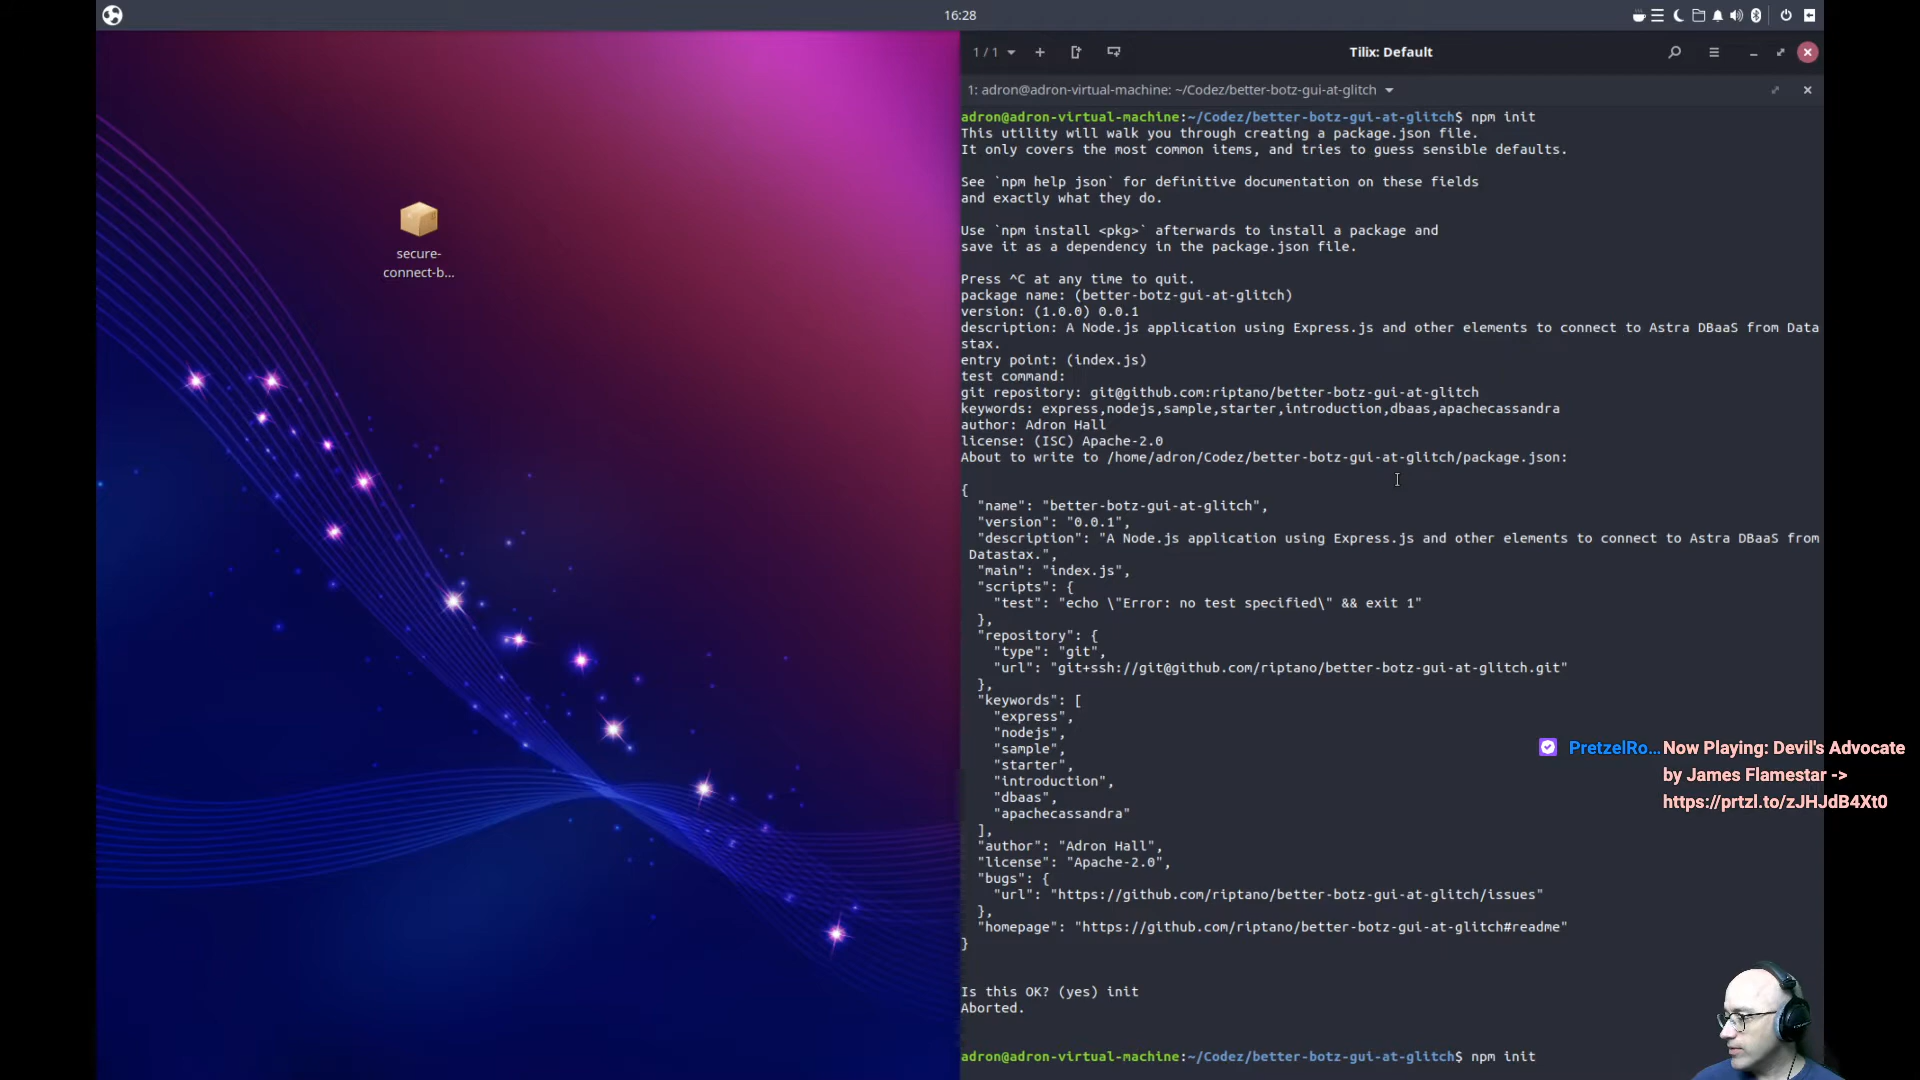 16:28
secure-
connect-b...
1 / 1
Tilix: Default
1: adron@adron-virtual-machine: ~/Codez/better-botz-gui-at-glitch
adron@adron-virtual-machine:~/Codez/better-botz-gui-at-glitch$ npm init
This utility will walk you through creating a package.json file.
It only covers the most common items, and tries to guess sensible defaults.
See `npm help json` for definitive documentation on these fields
and exactly what they do.
Use `npm install <pkg>` afterwards to install a package and
save it as a dependency in the package.json file.
Press ^C at any time to quit.
package name: (better-botz-gui-at-glitch)
version: (1.0.0) 0.0.1
description: A Node.js application using Express.js and other elements to connect to Astra DBaaS from Data
stax.
entry point: (index.js)
test command:
git repository: git@github.com:riptano/better-botz-gui-at-glitch
keywords: express,nodejs,sample,starter,introduction,dbaas,apachecassandra
author: Adron Hall
license: (ISC) Apache-2.0
About to write to /home/adron/Codez/better-botz-gui-at-glitch/package.json:
{
  "name": "better-botz-gui-at-glitch",
  "version": "0.0.1",
  "description": "A Node.js application using Express.js and other elements to connect to Astra DBaaS from
 Datastax.",
  "main": "index.js",
  "scripts": {
    "test": "echo \"Error: no test specified\" && exit 1"
  },
  "repository": {
    "type": "git",
    "url": "git+ssh://git@github.com/riptano/better-botz-gui-at-glitch.git"
  },
  "keywords": [
    "express",
    "nodejs",
    "sample",
    "starter",
    "introduction",
    "dbaas",
    "apachecassandra"
  ],
  "author": "Adron Hall",
  "license": "Apache-2.0",
  "bugs": {
    "url": "https://github.com/riptano/better-botz-gui-at-glitch/issues"
  },
  "homepage": "https://github.com/riptano/better-botz-gui-at-glitch#readme"
}
Is this OK? (yes) init
Aborted.
adron@adron-virtual-machine:~/Codez/better-botz-gui-at-glitch$ npm init
PretzelRo... Now Playing: Devil's Advocate
by James Flamestar ->
https://prtzl.to/zJHJdB4Xt0